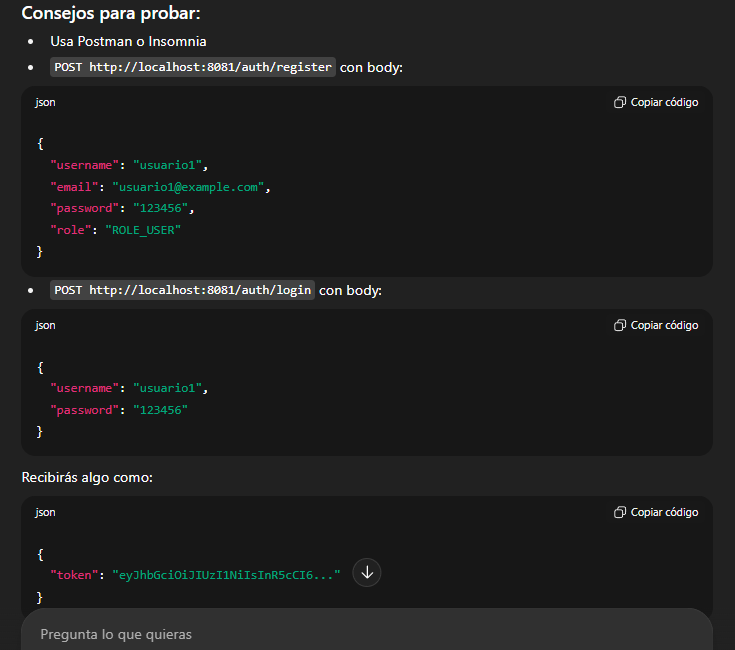 Consejos para probar:
• Usa Postman o Insomnia
• POST http://localhost:8081/auth/register con body:
json Copiar código
{
"username": "usuario1",
"email": "usuario1@example.com",
"password": "123456",
"role": "ROLE_USER"
}
• POST http://localhost:8081/auth/login con body:
json Copiar código
{
"username": "usuario1",
"password": "123456"
}
Recibirás algo como:
json Copiar código
{
"token": "eyJhbGciOiJIUzI1NiIsInR5cCI6..."
}
Pregunta lo que quieras